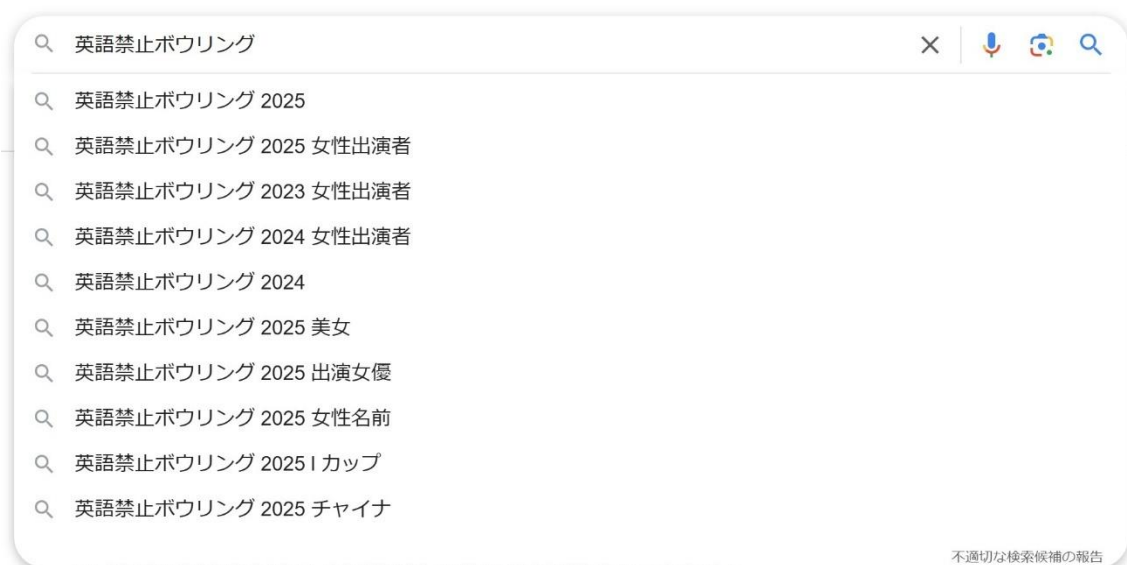 英語禁止ボウリング
英語禁止ボウリング 2025
英語禁止ボウリング 2025 女性出演者
英語禁止ボウリング 2023 女性出演者
英語禁止ボウリング 2024 女性出演者
英語禁止ボウリング 2024
英語禁止ボウリング 2025 美女
英語禁止ボウリング 2025 出演女優
英語禁止ボウリング 2025 女性名前
英語禁止ボウリング 2025 I カップ
英語禁止ボウリング 2025 チャイナ
不適切な検索候補の報告